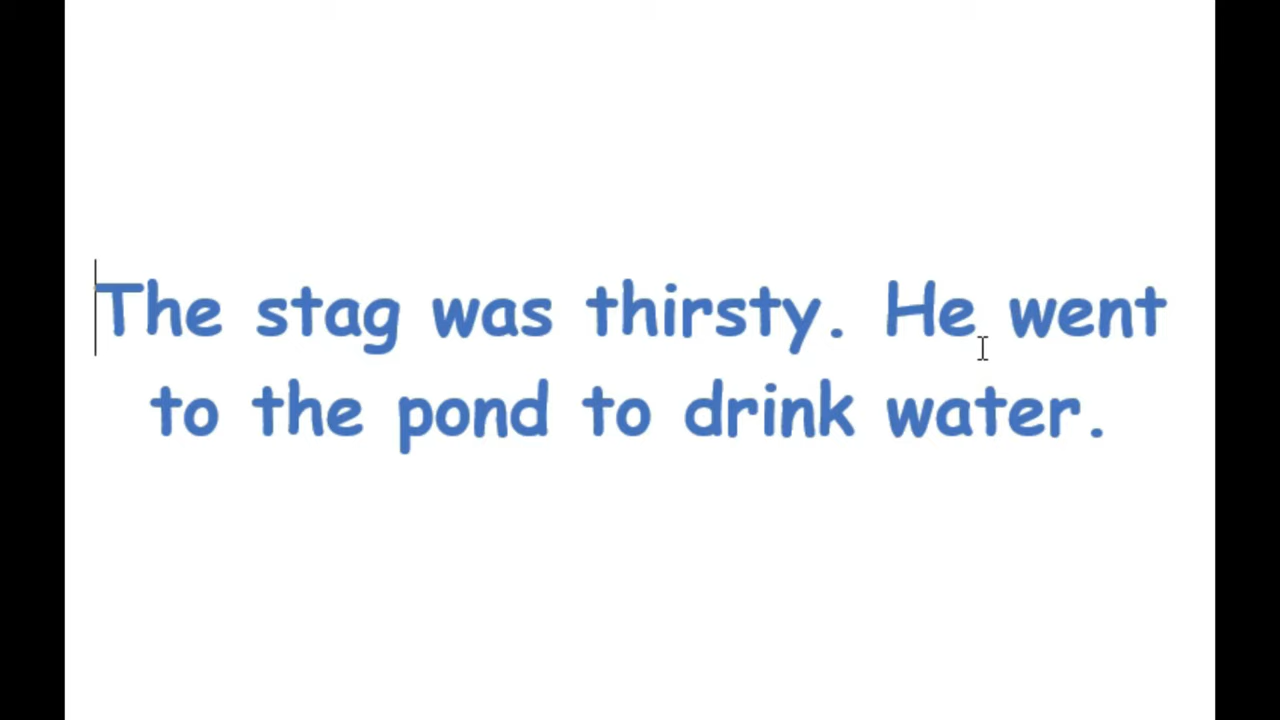 The stag was thirsty. He went
to the pond to drink water.